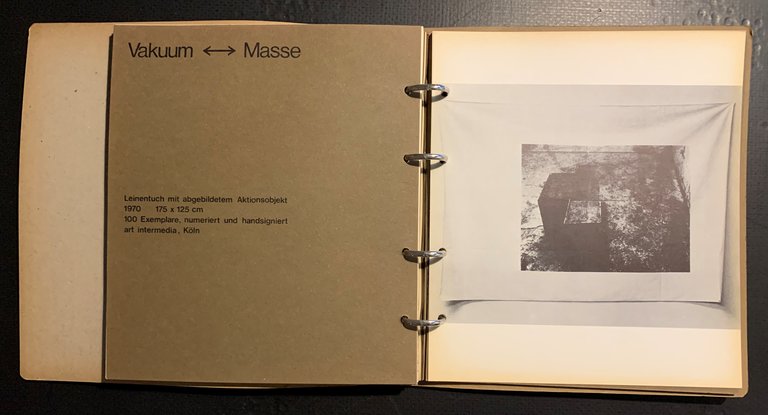 Vakuum ↔ Masse
Leinentuch mit abgebildetem Aktionsobjekt
1970 175 x 125 cm
100 Exemplare, numeriert und handsigniert
art intermedia, Köln